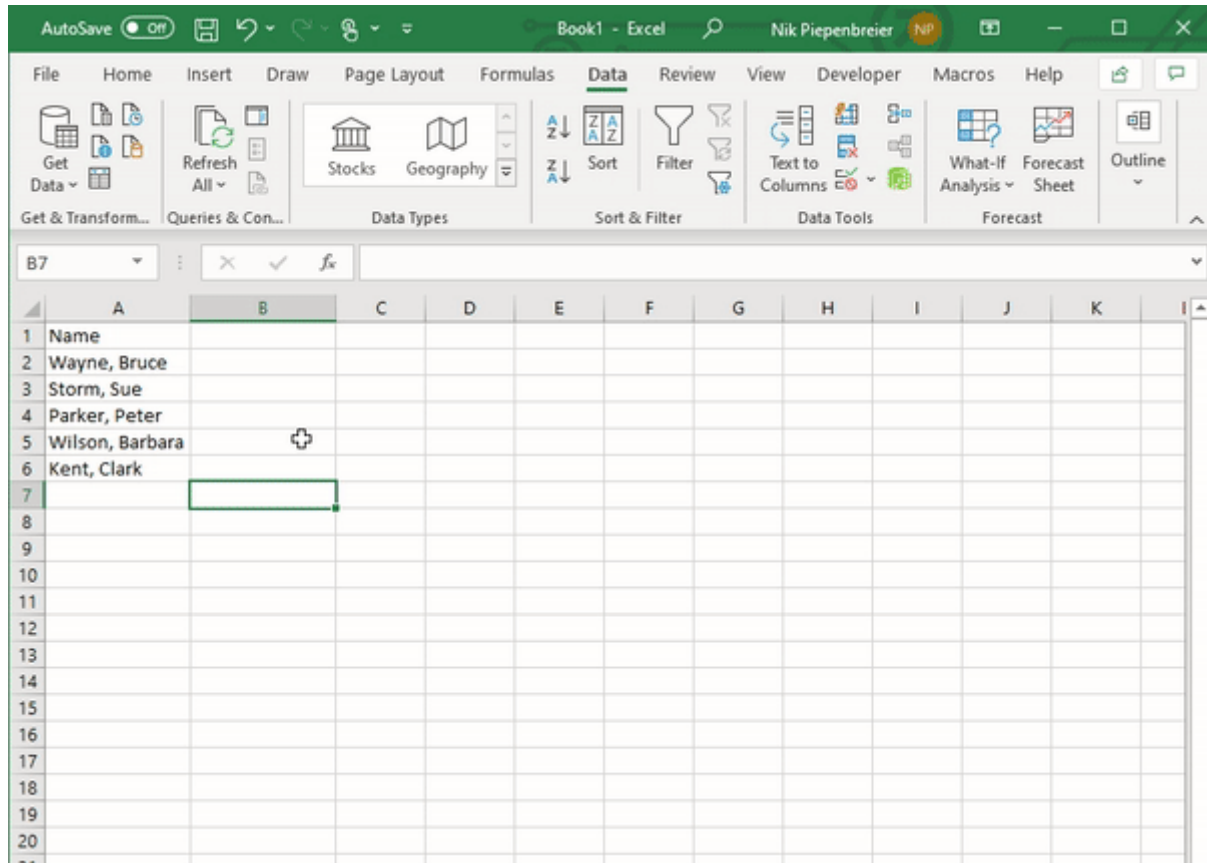 AutoSave Off Book1 - Excel Nik Piepenbreier NP
File Home Insert Draw Page Layout Formulas Data Review View Developer Macros Help
Get Data
Refresh All
Stocks
Geography
Sort
Filter
Text to Columns
What-If Analysis
Forecast Sheet
Outline
Get & Transform... Queries & Con... Data Types Sort & Filter Data Tools Forecast
B7 fx
A B C D E F G H I J K
1 Name
2 Wayne, Bruce
3 Storm, Sue
4 Parker, Peter
5 Wilson, Barbara
6 Kent, Clark
7
8
9
10
11
12
13
14
15
16
17
18
19
20